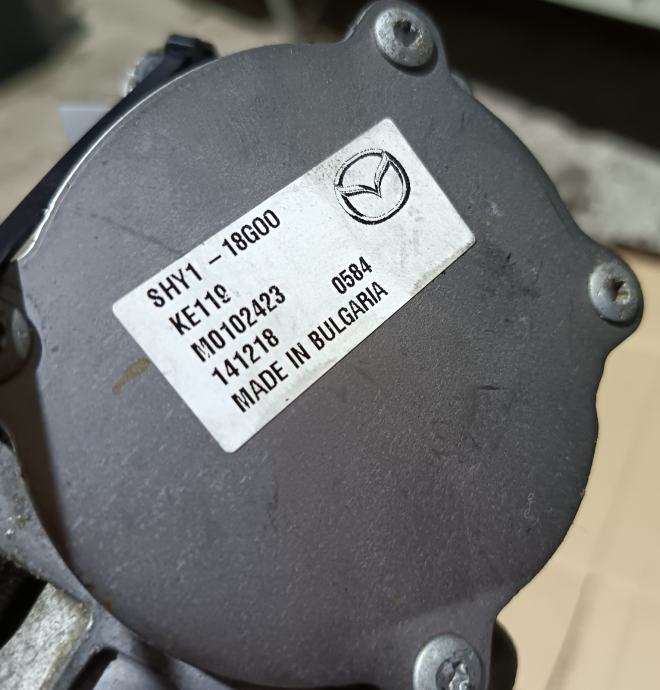 SHY1 - 18G00
KE119
M0102423 0584
141218
MADE IN BULGARIA